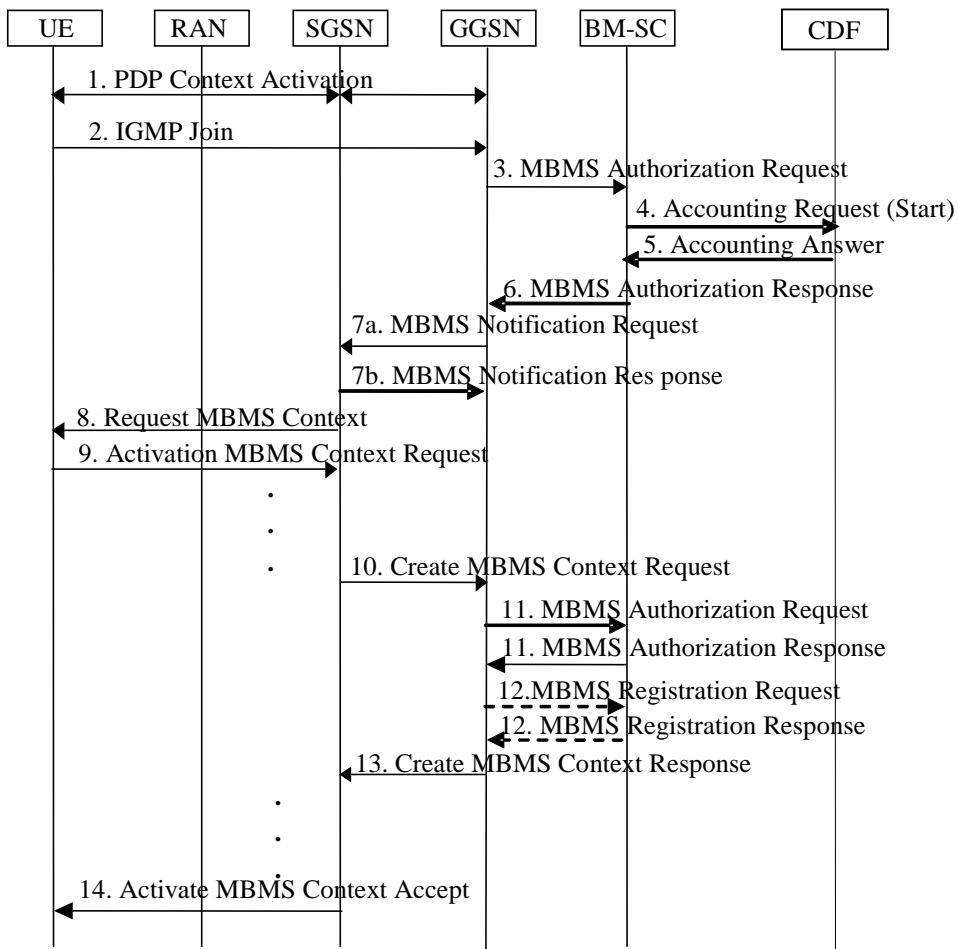 UE RAN SGSN GGSN BM-SC CDF
1. PDP Context Activation
2. IGMP Join
3. MBMS Authorization Request
4. Accounting Request (Start)
5. Accounting Answer
6. MBMS Authorization Response
7a. MBMS Notification Request
7b. MBMS Notification Res ponse
8. Request MBMS Context
9. Activation MBMS Context Request
10. Create MBMS Context Request
11. MBMS Authorization Request
11. MBMS Authorization Response
12.MBMS Registration Request
12. MBMS Registration Response
13. Create MBMS Context Response
14. Activate MBMS Context Accept